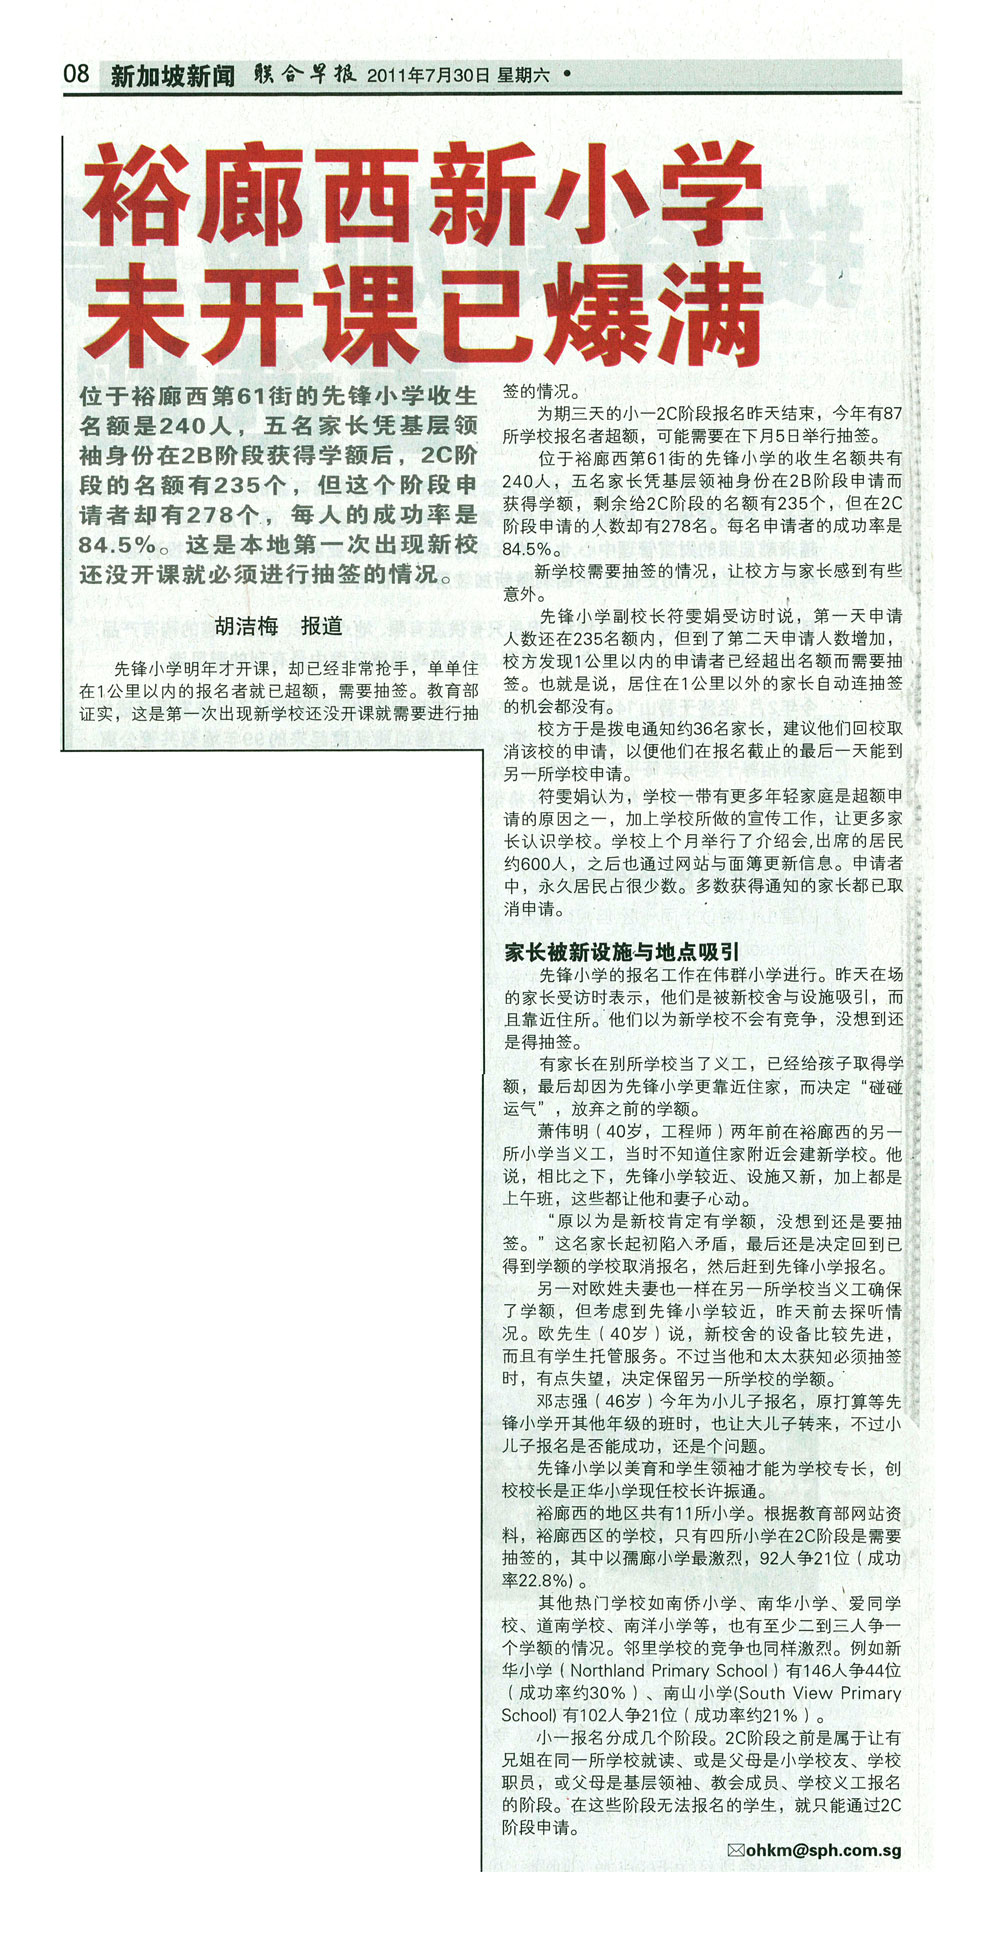 08 新加坡新闻 联合早报 2011年7月30日 星期六 •
裕廊西新小学
未开课已爆满
位于裕廊西第61街的先锋小学收生
名额是240人，五名家长凭基层领
袖身份在2B阶段获得学额后，2C阶
段的名额有235个，但这个阶段申
请者却有278个，每人的成功率是
84.5%。这是本地第一次出现新校
还没开课就必须进行抽签的情况。
胡洁梅　报道
先锋小学明年才开课，却已经非常抢手，单单住
在1公里以内的报名者就已超额，需要抽签。教育部
证实，这是第一次出现新学校还没开课就需要进行抽
签的情况。
为期三天的小一2C阶段报名昨天结束，今年有87
所学校报名者超额，可能需要在下月5日举行抽签。
位于裕廊西第61街的先锋小学的收生名额共有
240人，五名家长凭基层领袖身份在2B阶段申请而
获得学额，剩余给2C阶段的名额有235个，但在2C
阶段申请的人数却有278名。每名申请者的成功率是
84.5%。
新学校需要抽签的情况，让校方与家长感到有些
意外。
先锋小学副校长符雯娟受访时说，第一天申请
人数还在235名额内，但到了第二天申请人数增加，
校方发现1公里以内的申请者已经超出名额而需要抽
签。也就是说，居住在1公里以外的家长自动连抽签
的机会都没有。
校方于是拨电通知约36名家长，建议他们回校取
消该校的申请，以便他们在报名截止的最后一天能到
另一所学校申请。
符雯娟认为，学校一带有更多年轻家庭是超额申
请的原因之一，加上学校所做的宣传工作，让更多家
长认识学校。学校上个月举行了介绍会,出席的居民
约600人，之后也通过网站与面簿更新信息。申请者
中，永久居民占很少数。多数获得通知的家长都已取
消申请。
家长被新设施与地点吸引
先锋小学的报名工作在伟群小学进行。昨天在场
的家长受访时表示，他们是被新校舍与设施吸引，而
且靠近住所。他们以为新学校不会有竞争，没想到还
是得抽签。
有家长在别所学校当了义工，已经给孩子取得学
额，最后却因为先锋小学更靠近住家，而决定“碰碰
运气”，放弃之前的学额。
萧伟明（40岁，工程师）两年前在裕廊西的另一
所小学当义工，当时不知道住家附近会建新学校。他
说，相比之下，先锋小学较近、设施又新，加上都是
上午班，这些都让他和妻子心动。
“原以为是新校肯定有学额，没想到还是要抽
签。”这名家长起初陷入矛盾，最后还是决定回到已
得到学额的学校取消报名，然后赶到先锋小学报名。
另一对欧姓夫妻也一样在另一所学校当义工确保
了学额，但考虑到先锋小学较近，昨天前去探听情
况。欧先生（40岁）说，新校舍的设备比较先进，
而且有学生托管服务。不过当他和太太获知必须抽签
时，有点失望，决定保留另一所学校的学额。
邓志强（46岁）今年为小儿子报名，原打算等先
锋小学开其他年级的班时，也让大儿子转来，不过小
儿子报名是否能成功，还是个问题。
先锋小学以美育和学生领袖才能为学校专长，创
校校长是正华小学现任校长许振通。
裕廊西的地区共有11所小学。根据教育部网站资
料，裕廊西区的学校，只有四所小学在2C阶段是需要
抽签的，其中以孺廊小学最激烈，92人争21位（成功
率22.8%）。
其他热门学校如南侨小学、南华小学、爱同学
校、道南学校、南洋小学等，也有至少二到三人争一
个学额的情况。邻里学校的竞争也同样激烈。例如新
华小学（Northland Primary School）有146人争44位
（成功率约30%）、南山小学(South View Primary
School) 有102人争21位（成功率约21%）。
小一报名分成几个阶段。2C阶段之前是属于让有
兄姐在同一所学校就读、或是父母是小学校友、学校
职员，或父母是基层领袖、教会成员、学校义工报名
的阶段。在这些阶段无法报名的学生，就只能通过2C
阶段申请。
ohkm@sph.com.sg